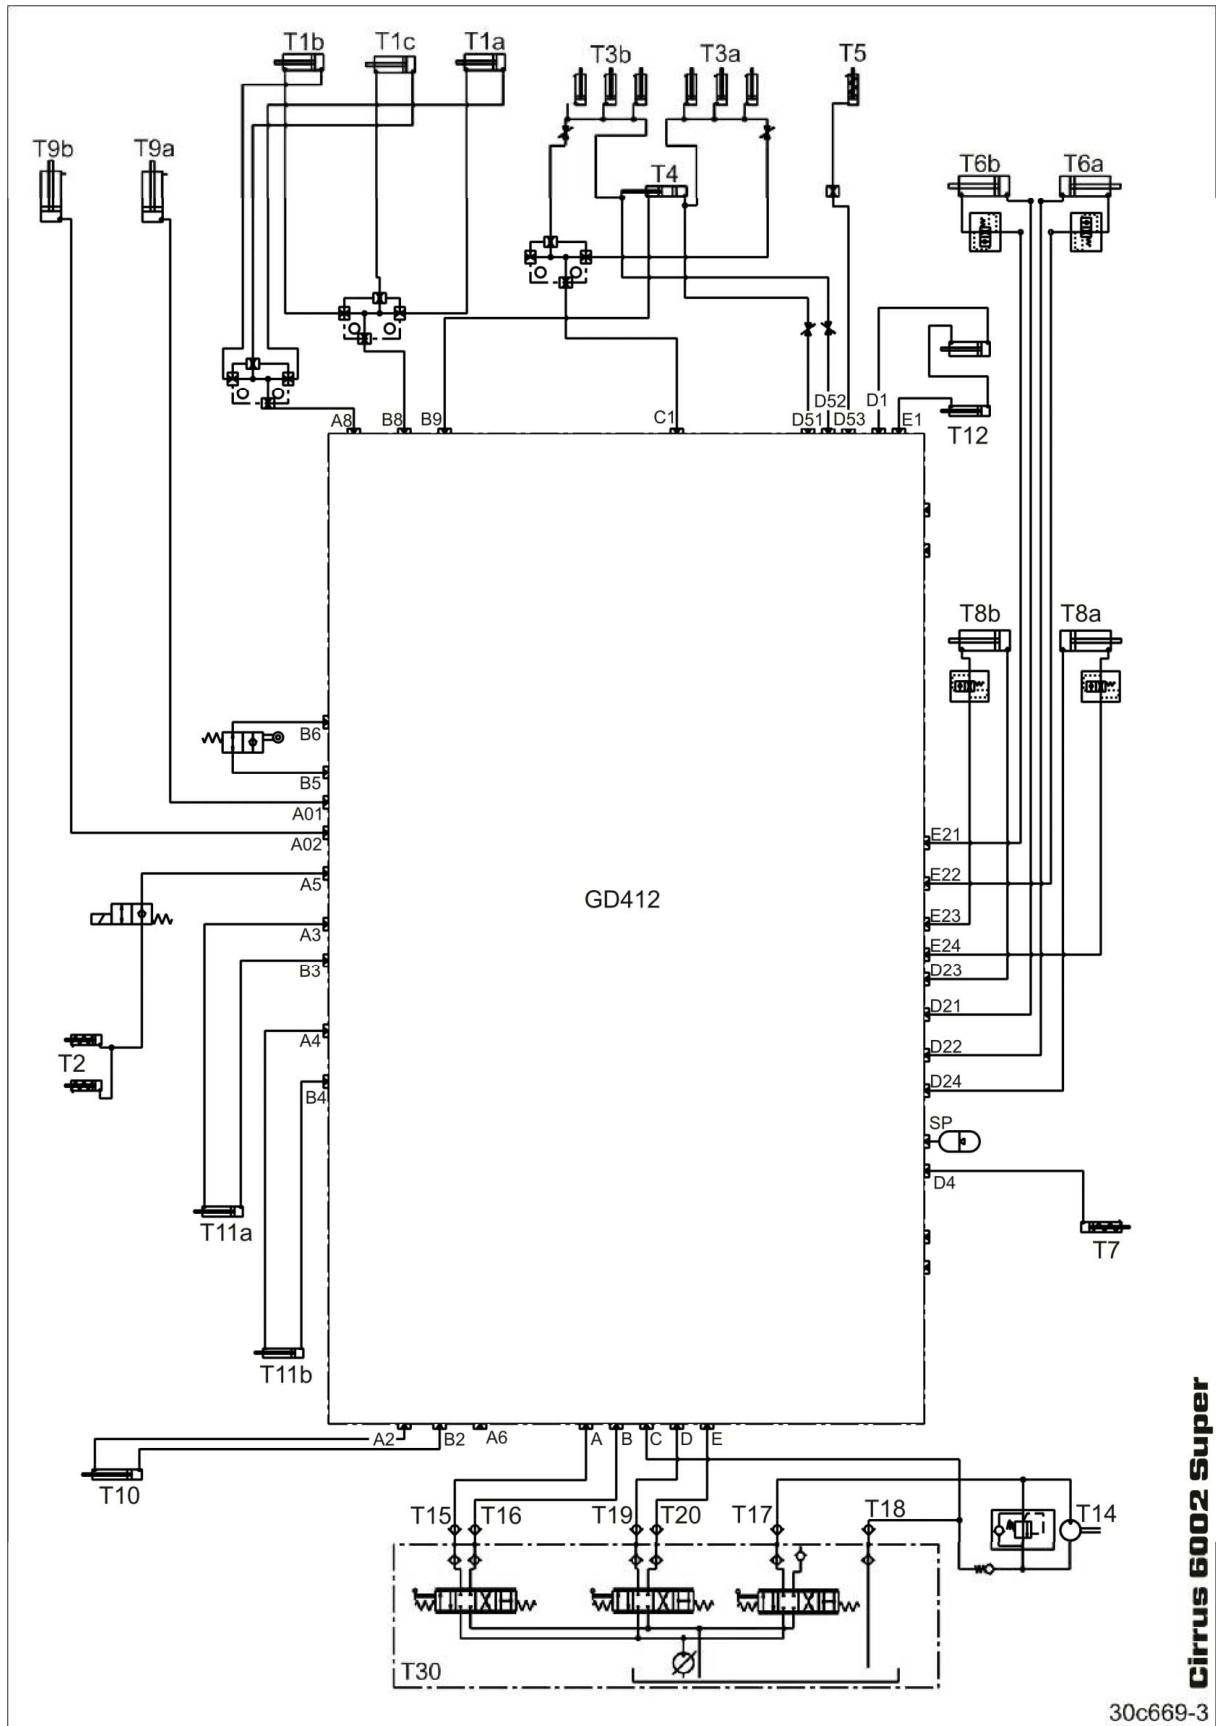 T1b T1c T1a
T3b T3a T5
T9b T9a T4 T6b T6a
A8 B8 B9 C1 D51 D52 D53 D1 E1
T12
T8b T8a
B6
B5
A01
A02
A5
A3
B3
A4
B4
GD412
E21
E22
E23
E24
D23
D21
D22
D24
SP
D4
T2
T7
T11a
T11b
A2 B2 A6 A B C D E
T10
T15 T16 T19 T20 T17 T18 T14
T30
Cirrus 6002 Super
30c669-3